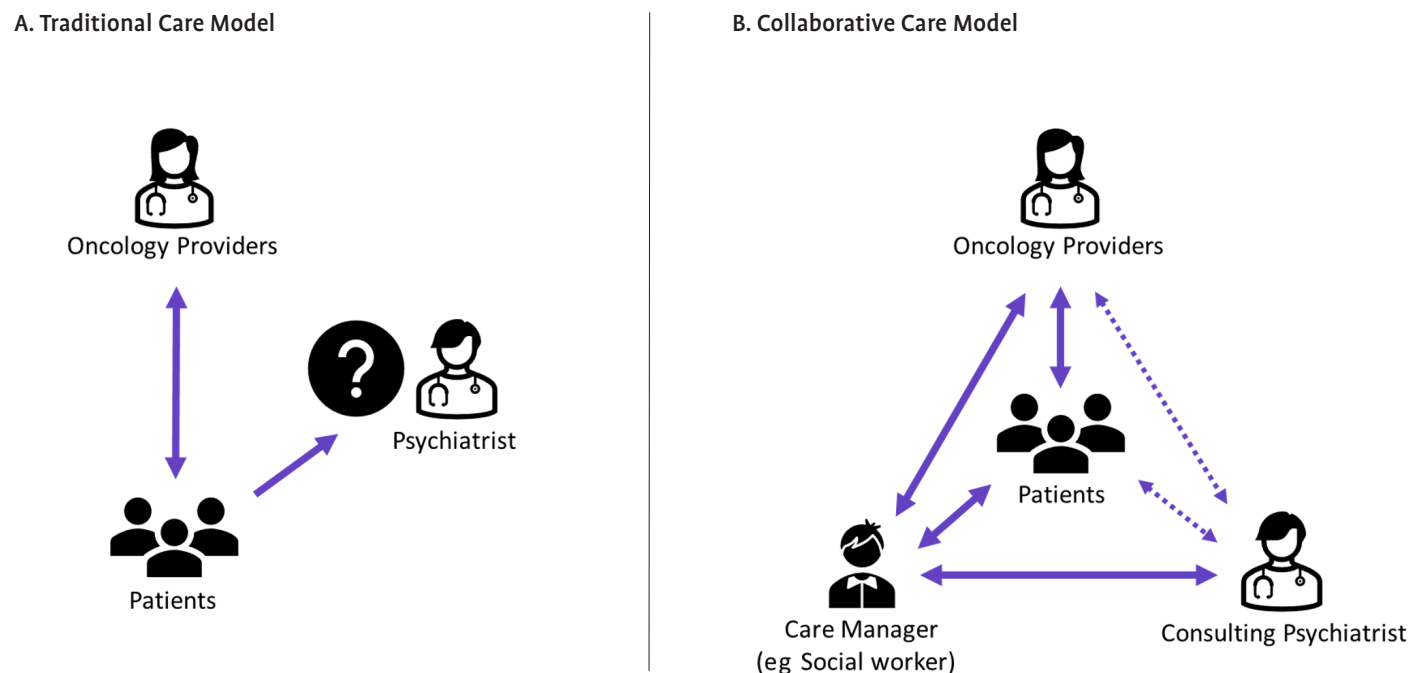 A. Traditional Care Model
Oncology Providers
?
Psychiatrist
Patients
B. Collaborative Care Model
Oncology Providers
Patients
Care Manager
(eg Social worker)
Consulting Psychiatrist